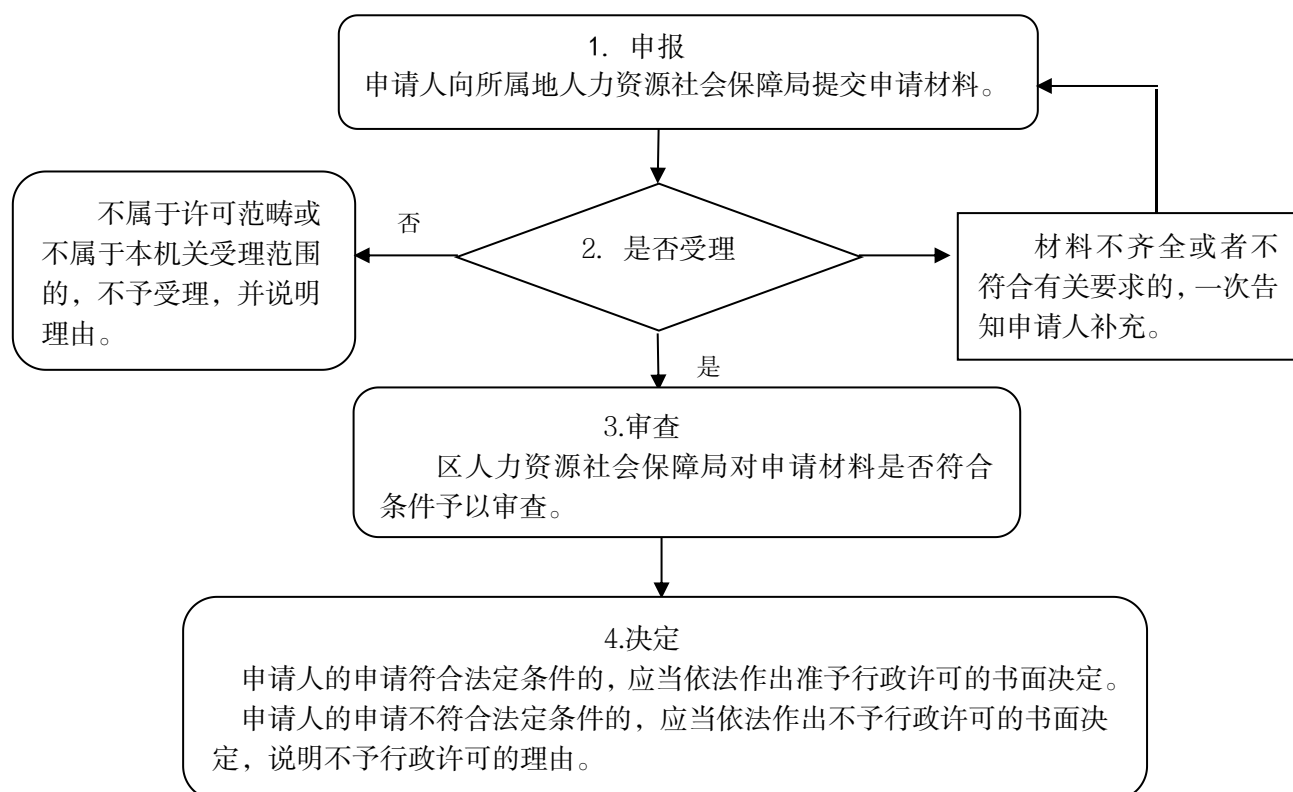 1. 申报
申请人向所属地人力资源社会保障局提交申请材料。
不属于许可范畴或
不属于本机关受理范围
的，不予受理，并说明
理由。
否
2. 是否受理
材料不齐全或者不
符合有关要求的，一次告
知申请人补充。
是
3.审查
区人力资源社会保障局对申请材料是否符合
条件予以审查。
4.决定
申请人的申请符合法定条件的，应当依法作出准予行政许可的书面决定。
申请人的申请不符合法定条件的，应当依法作出不予行政许可的书面决
定，说明不予行政许可的理由。